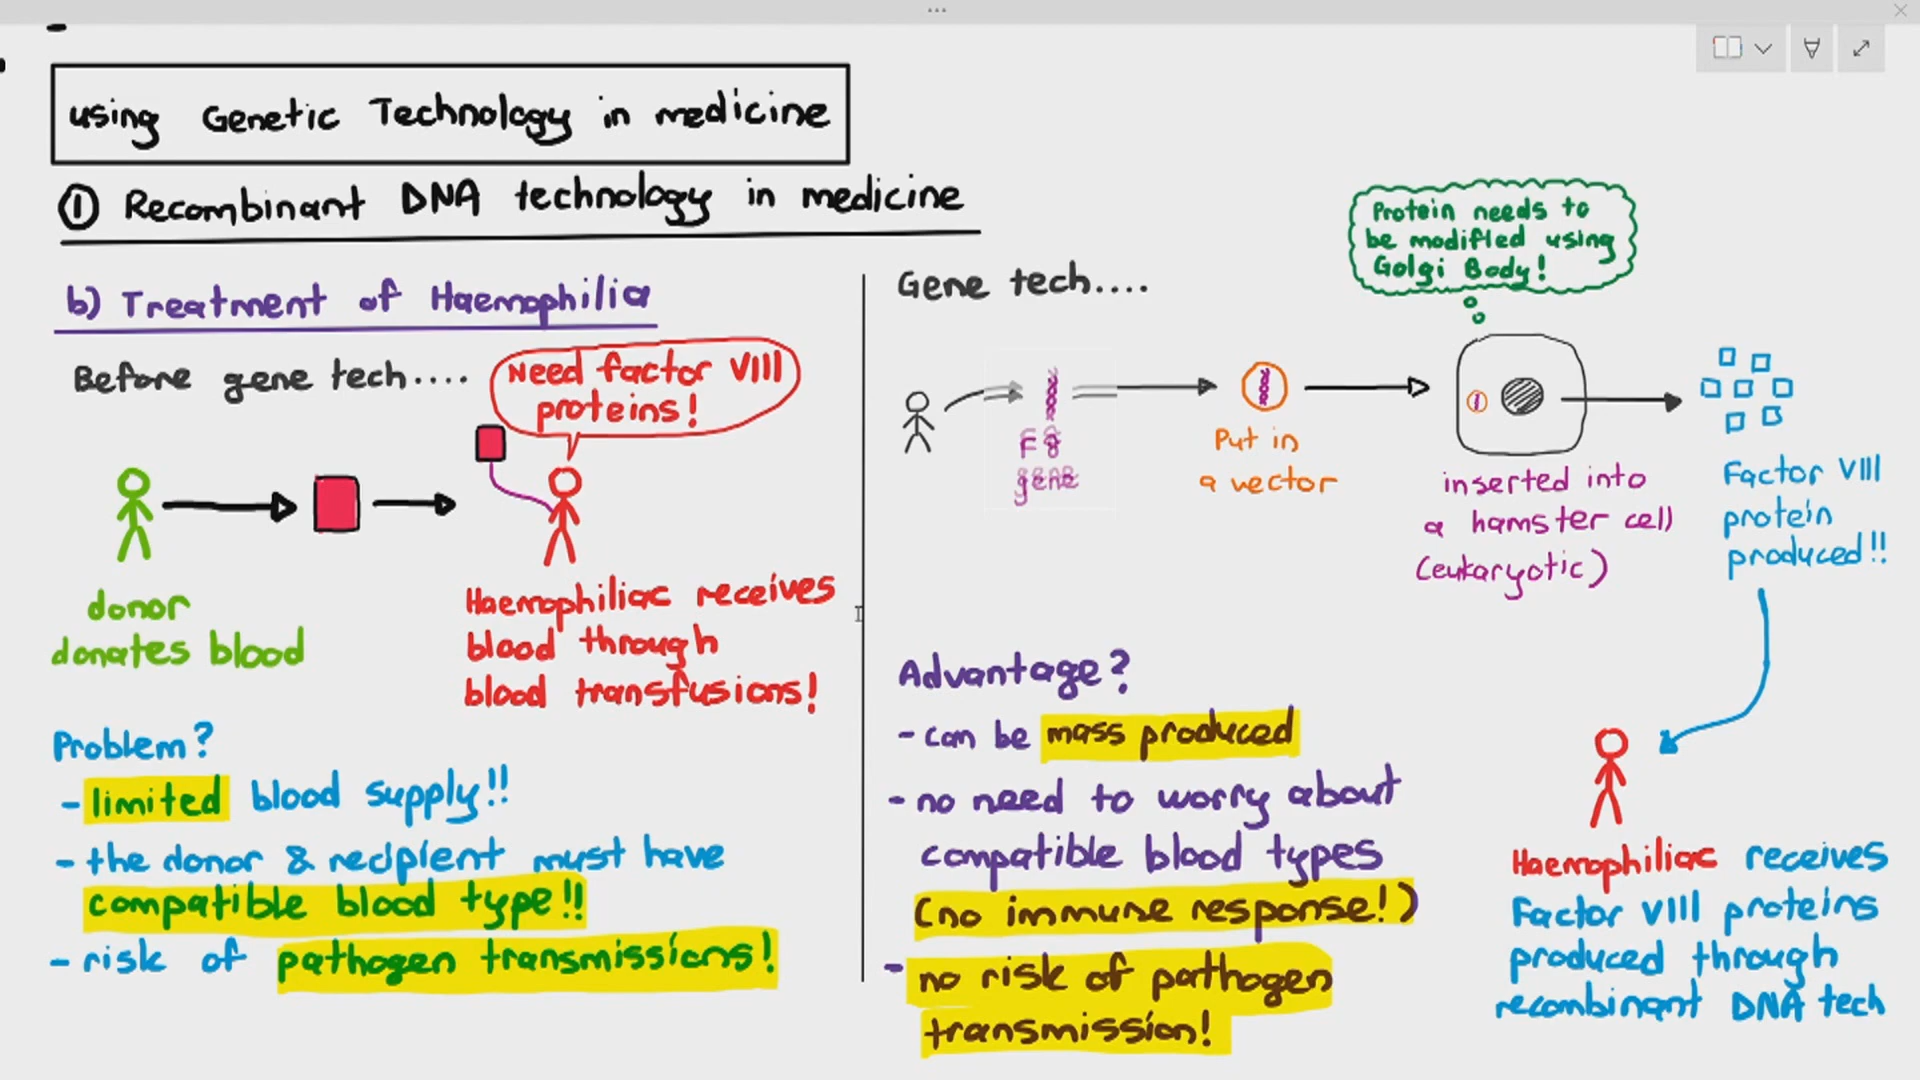 using Genetic Technology in medicine
① Recombinant DNA technology in medicine
b) Treatment of Haemophilia
Before gene tech....
Need factor VIII
proteins!
donor
donates blood
Haemophiliac receives
blood through
blood transfusions!
Problem?
- limited blood supply!!
- the donor & recipient must have
compatible blood type!!
- risk of pathogen transmissions!
Gene tech....
Protein needs to
be modified using
Golgi Body!
F8
gene
Put in
a vector
inserted into
a hamster cell
(eukaryotic)
Factor VIII
protein
produced!!
Advantage?
- can be mass produced
- no need to worry about
compatible blood types
(no immune response!)
- no risk of pathogen
transmission!
Haemophiliac receives
Factor VIII proteins
produced through
recombinant DNA tech